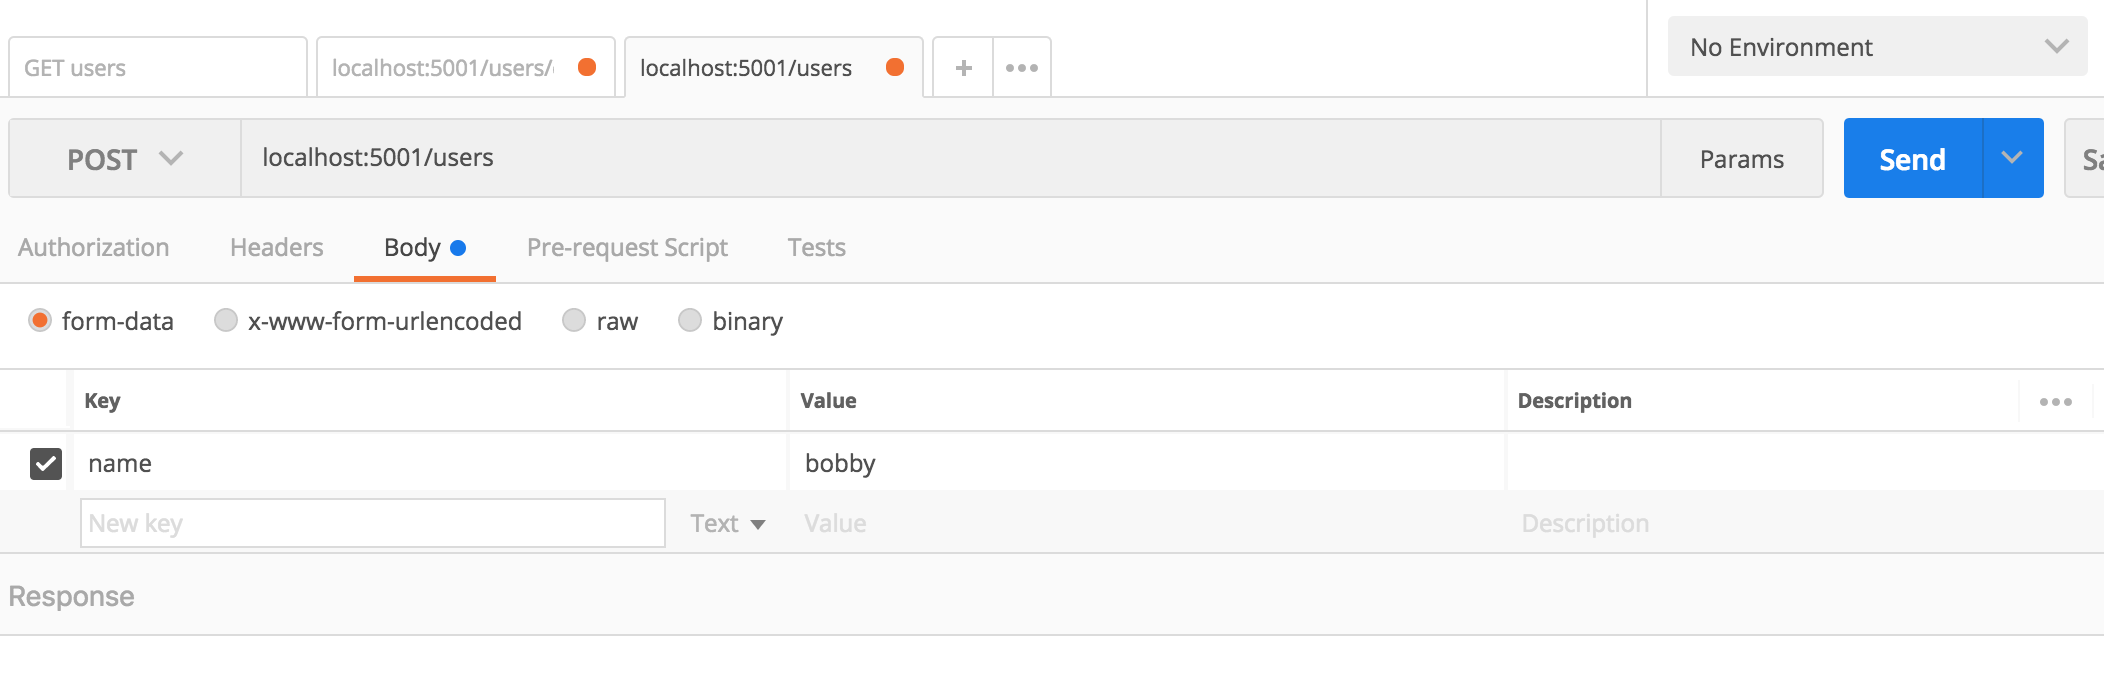 No Environment
GET users
localhost:5001/users/
localhost:5001/users
POST
localhost:5001/users
Params
Send
Sa
Authorization
Headers
Body
Pre-request Script
Tests
form-data
x-www-form-urlencoded
raw
binary
Key
Value
Description
name
bobby
New key
Text
Value
Description
Response